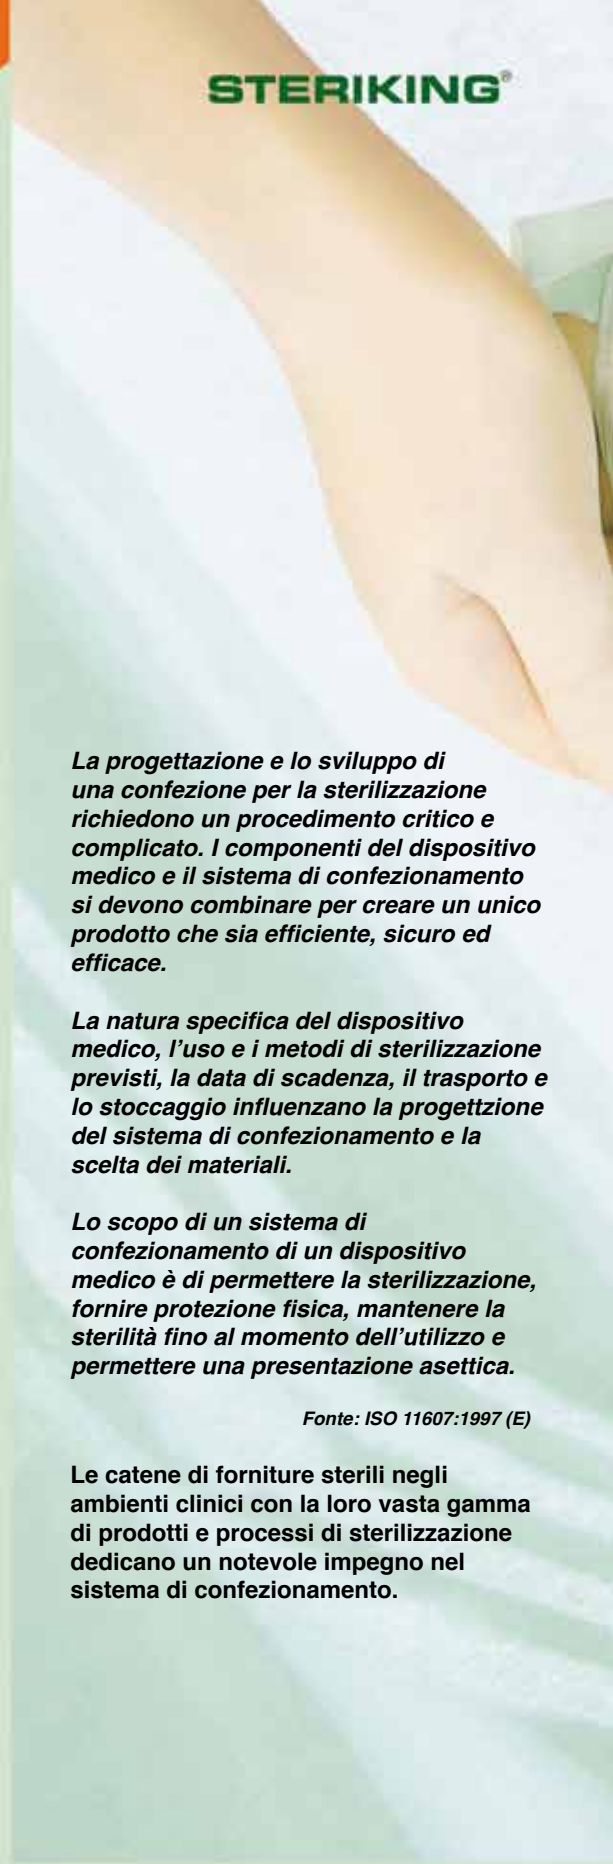 STERIKING®
La progettazione e lo sviluppo di
una confezione per la sterilizzazione
richiedono un procedimento critico e
complicato. I componenti del dispositivo
medico e il sistema di confezionamento
si devono combinare per creare un unico
prodotto che sia efficiente, sicuro ed
efficace.
La natura specifica del dispositivo
medico, l'uso e i metodi di sterilizzazione
previsti, la data di scadenza, il trasporto e
lo stoccaggio influenzano la progettzione
del sistema di confezionamento e la
scelta dei materiali.
Lo scopo di un sistema di
confezionamento di un dispositivo
medico è di permettere la sterilizzazione,
fornire protezione fisica, mantenere la
sterilità fino al momento dell'utilizzo e
permettere una presentazione asettica.
Fonte: ISO 11607:1997 (E)
Le catene di forniture sterili negli
ambienti clinici con la loro vasta gamma
di prodotti e processi di sterilizzazione
dedicano un notevole impegno nel
sistema di confezionamento.